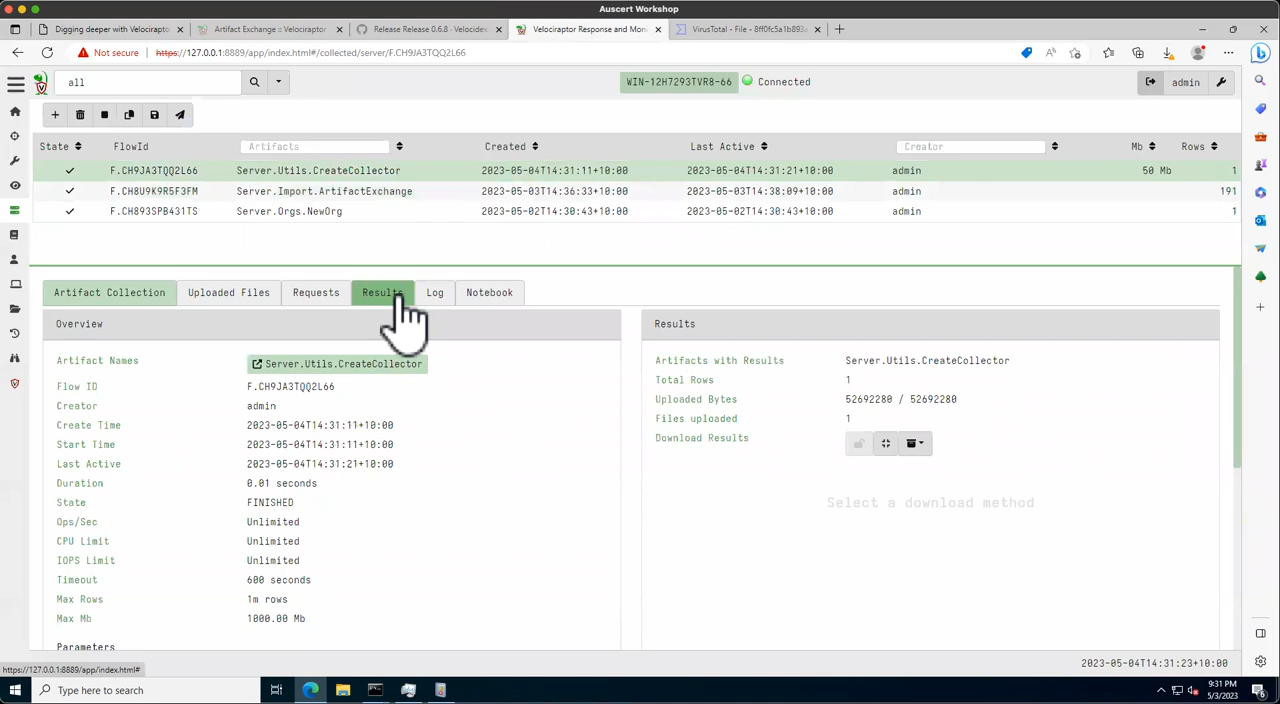 Auscert Workshop
Digging deeper with Velocirapto
Artifact Exchange :: Velocirapto
Release Release 0.6.8 · Velocidex
Velociraptor Response and Mon
VirusTotal - File - 8ff0fc5a1b893
Not secure
https://127.0.0.1:8889/app/index.html#/collected/server/F.CH9JA3TQQ2L66
all
WIN-12H7293TVR8-66
Connected
admin
State FlowId Artifacts Created Last Active Creator Mb Rows
F.CH9JA3TQQ2L66 Server.Utils.CreateCollector 2023-05-04T14:31:11+10:00 2023-05-04T14:31:21+10:00 admin 50 Mb 1
F.CH8U9K9R5F3FM Server.Import.ArtifactExchange 2023-05-03T14:36:33+10:00 2023-05-03T14:38:09+10:00 admin 191
F.CH893SPB431TS Server.Orgs.NewOrg 2023-05-02T14:30:43+10:00 2023-05-02T14:30:43+10:00 admin 1
Artifact Collection Uploaded Files Requests Results Log Notebook
Overview
Artifact Names Server.Utils.CreateCollector
Flow ID F.CH9JA3TQQ2L66
Creator admin
Create Time 2023-05-04T14:31:11+10:00
Start Time 2023-05-04T14:31:11+10:00
Last Active 2023-05-04T14:31:21+10:00
Duration 0.01 seconds
State FINISHED
Ops/Sec Unlimited
CPU Limit Unlimited
IOPS Limit Unlimited
Timeout 600 seconds
Max Rows 1m rows
Max Mb 1000.00 Mb
Parameters
Results
Artifacts with Results Server.Utils.CreateCollector
Total Rows 1
Uploaded Bytes 52692280 / 52692280
Files uploaded 1
Download Results
Select a download method
https://127.0.0.1:8889/app/index.html#
2023-05-04T14:31:23+10:00
Type here to search
9:31 PM
5/3/2023